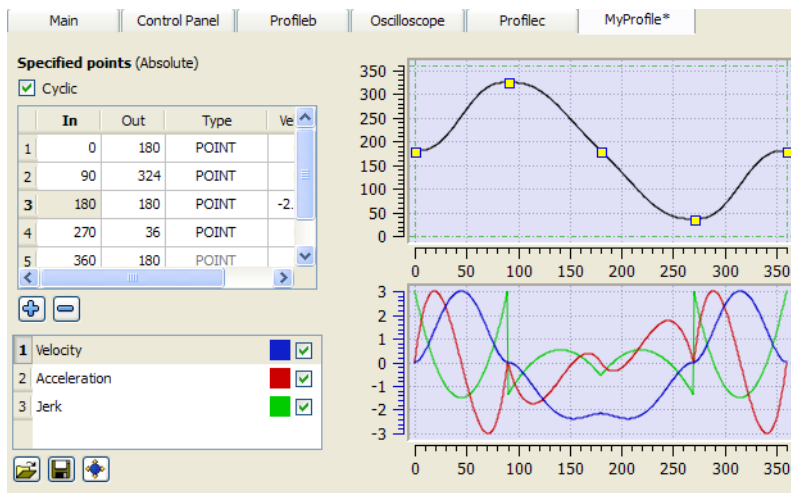 Main Control Panel Profileb Oscilloscope Profilec MyProfile*
Specified points (Absolute)
Cyclic
In Out Type Ve
1 0 180 POINT
2 90 324 POINT
3 180 180 POINT -2.
4 270 36 POINT
5 360 180 POINT
1 Velocity
2 Acceleration
3 Jerk
350
300
250
200
150
100
50
0
0 50 100 150 200 250 300 350
3
2
1
0
-1
-2
-3
0 50 100 150 200 250 300 350